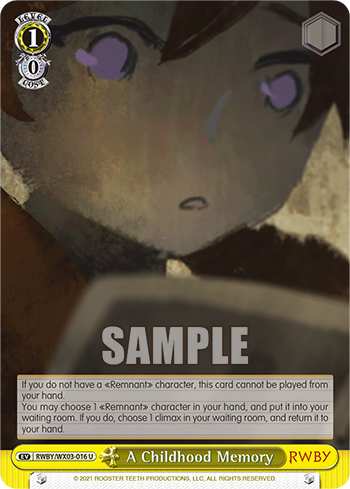 LEVEL
1
0
COST
SAMPLE
If you do not have a «Remnant» character, this card cannot be played from
your hand.
You may choose 1 «Remnant» character in your hand, and put it into your
waiting room. If you do, choose 1 climax in your waiting room, and return it to
your hand.
EV RWBY/WX03-016 U A Childhood Memory RWBY
© 2021 ROOSTER TEETH PRODUCTIONS, LLC, ALL RIGHTS RESERVED.